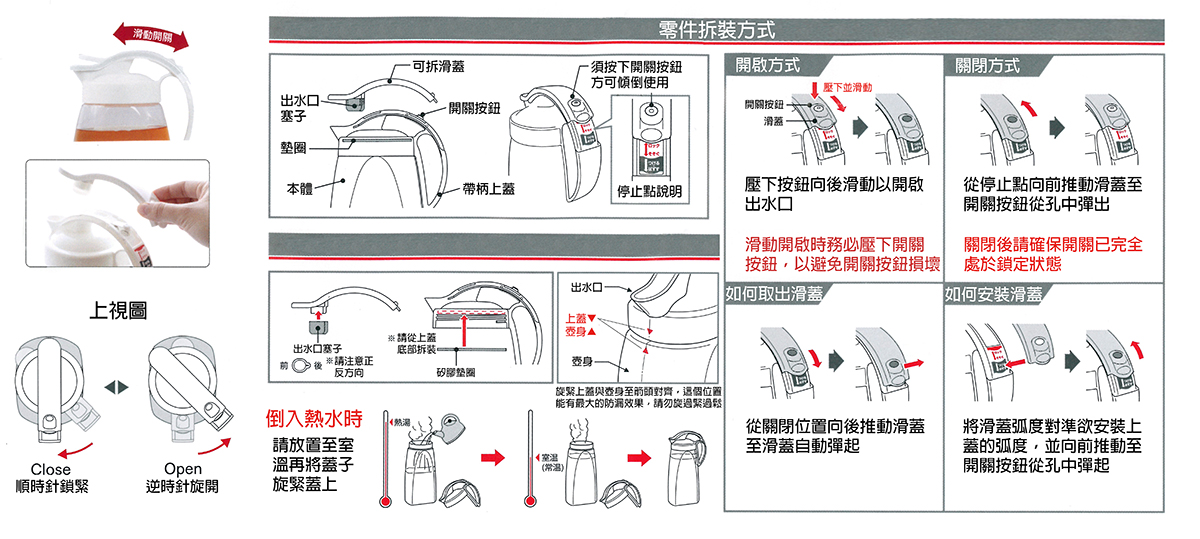 滑動開關
上視圖
Close
順時針鎖緊
Open
逆時針旋開
零件拆裝方式
可拆滑蓋
出水口
塞子
開關按鈕
墊圈
本體
帶柄上蓋
須按下開關按鈕
方可傾倒使用
停止點說明
出水口塞子
前 後
※請注意正
反方向
※請從上蓋
底部拆裝
矽膠墊圈
出水口
上蓋▼
壺身▲
壺身
旋緊上蓋與壺身至箭頭對齊,這個位置
能有最大的防漏效果,請勿旋過緊過鬆
倒入熱水時
請放置至室
溫再將蓋子
旋緊蓋上
熱湯
室溫
(常溫)
開啟方式
開關按鈕
滑蓋
壓下並滑動
壓下按鈕向後滑動以開啟
出水口
滑動開啟時務必壓下開關
按鈕,以避免開關按鈕損壞
關閉方式
從停止點向前推動滑蓋至
開關按鈕從孔中彈出
關閉後請確保開關已完全
處於鎖定狀態
如何取出滑蓋
從關閉位置向後推動滑蓋
至滑蓋自動彈起
如何安裝滑蓋
將滑蓋弧度對準欲安裝上
蓋的弧度,並向前推動至
開關按鈕從孔中彈起